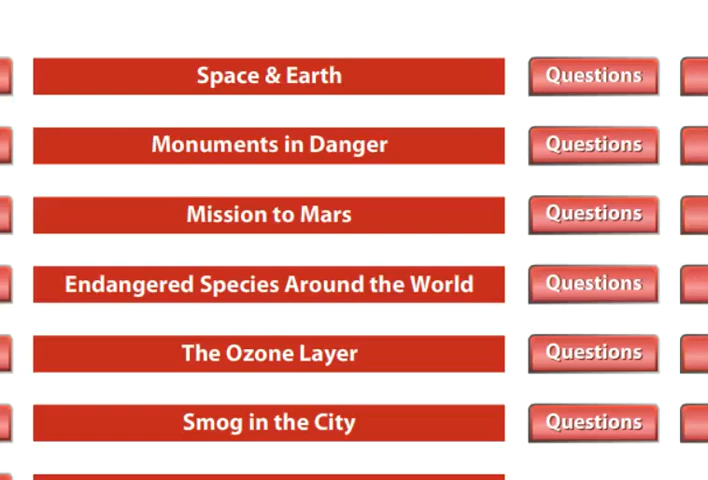 Space & Earth Questions
Monuments in Danger Questions
Mission to Mars Questions
Endangered Species Around the World Questions
The Ozone Layer Questions
Smog in the City Questions